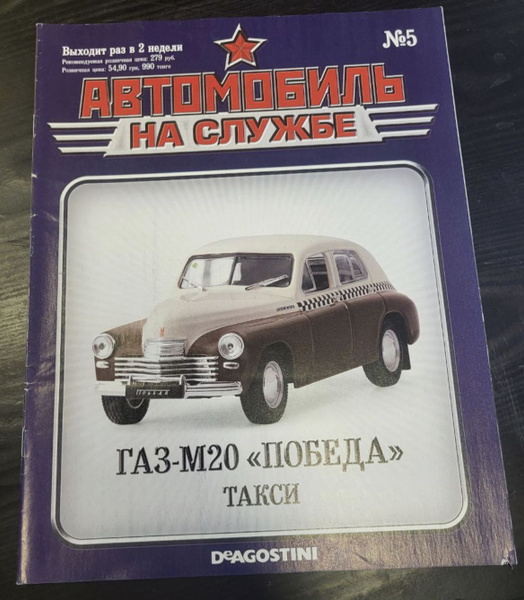 Выходит раз в 2 недели
Рекомендуемая розничная цена: 279 руб.
Розничная цена: 54,90 грн, 990 тенге
№5
АВТОМОБИЛЬ
НА СЛУЖБЕ
ГАЗ-М20 «ПОБЕДА»
ТАКСИ
DeAGOSTINI